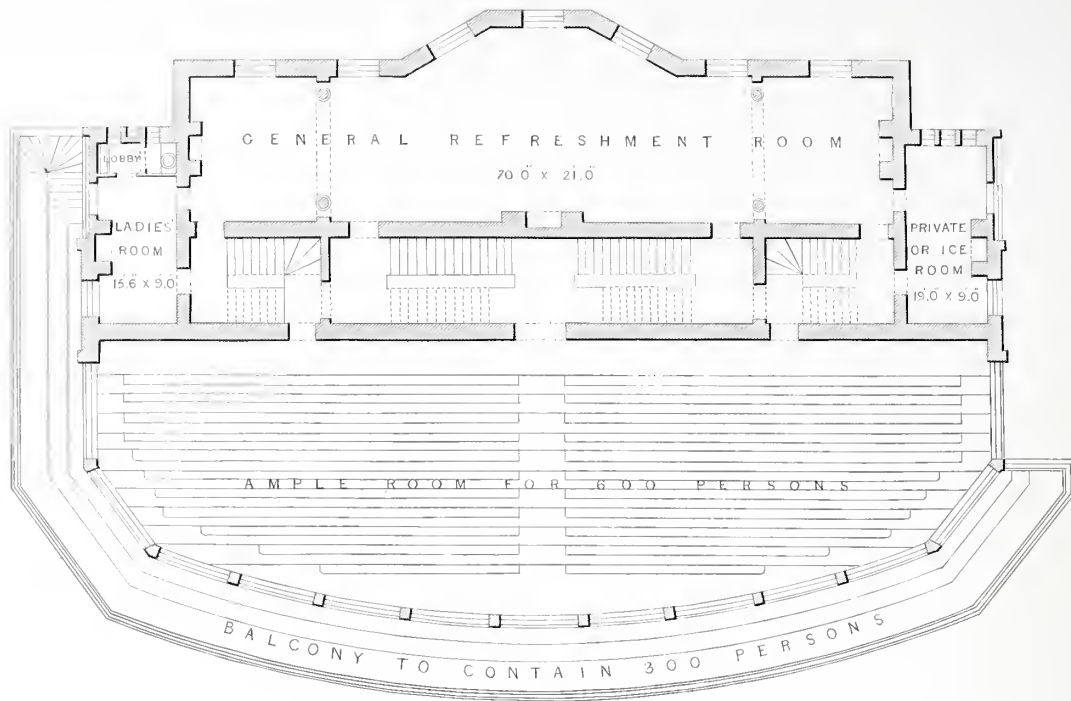 GENERAL REFRESHMENT ROOM
70.0" x 21.0"
LOBBY
LADIES'
ROOM
15.6 x 9.0"
PRIVATE
OR ICE
ROOM
19.0" x 9.0"
AMPLE ROOM FOR 600 PERSONS
BALCONY TO CONTAIN 300 PERSONS